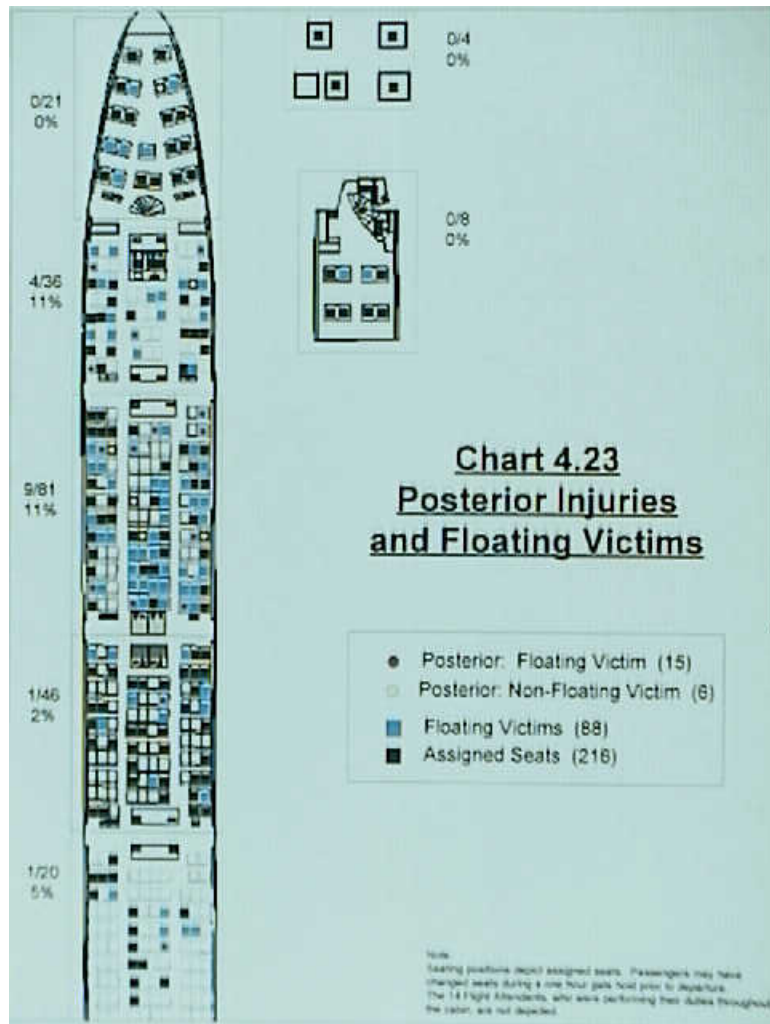 0/4
0%
0/21
0%
0/8
0%
4/36
11%
Chart 4.23
Posterior Injuries
and Floating Victims
9/81
11%
Posterior: Floating Victim (15)
Posterior: Non-Floating Victim (6)
Floating Victims (88)
Assigned Seats (216)
1/46
2%
1/20
5%
Note
Seating positions depict assigned seats. Passengers may have
changed seats during a one hour gate hold prior to departure.
The 14 Flight Attendants, who were performing their duties throughout
the cabin, are not depicted.